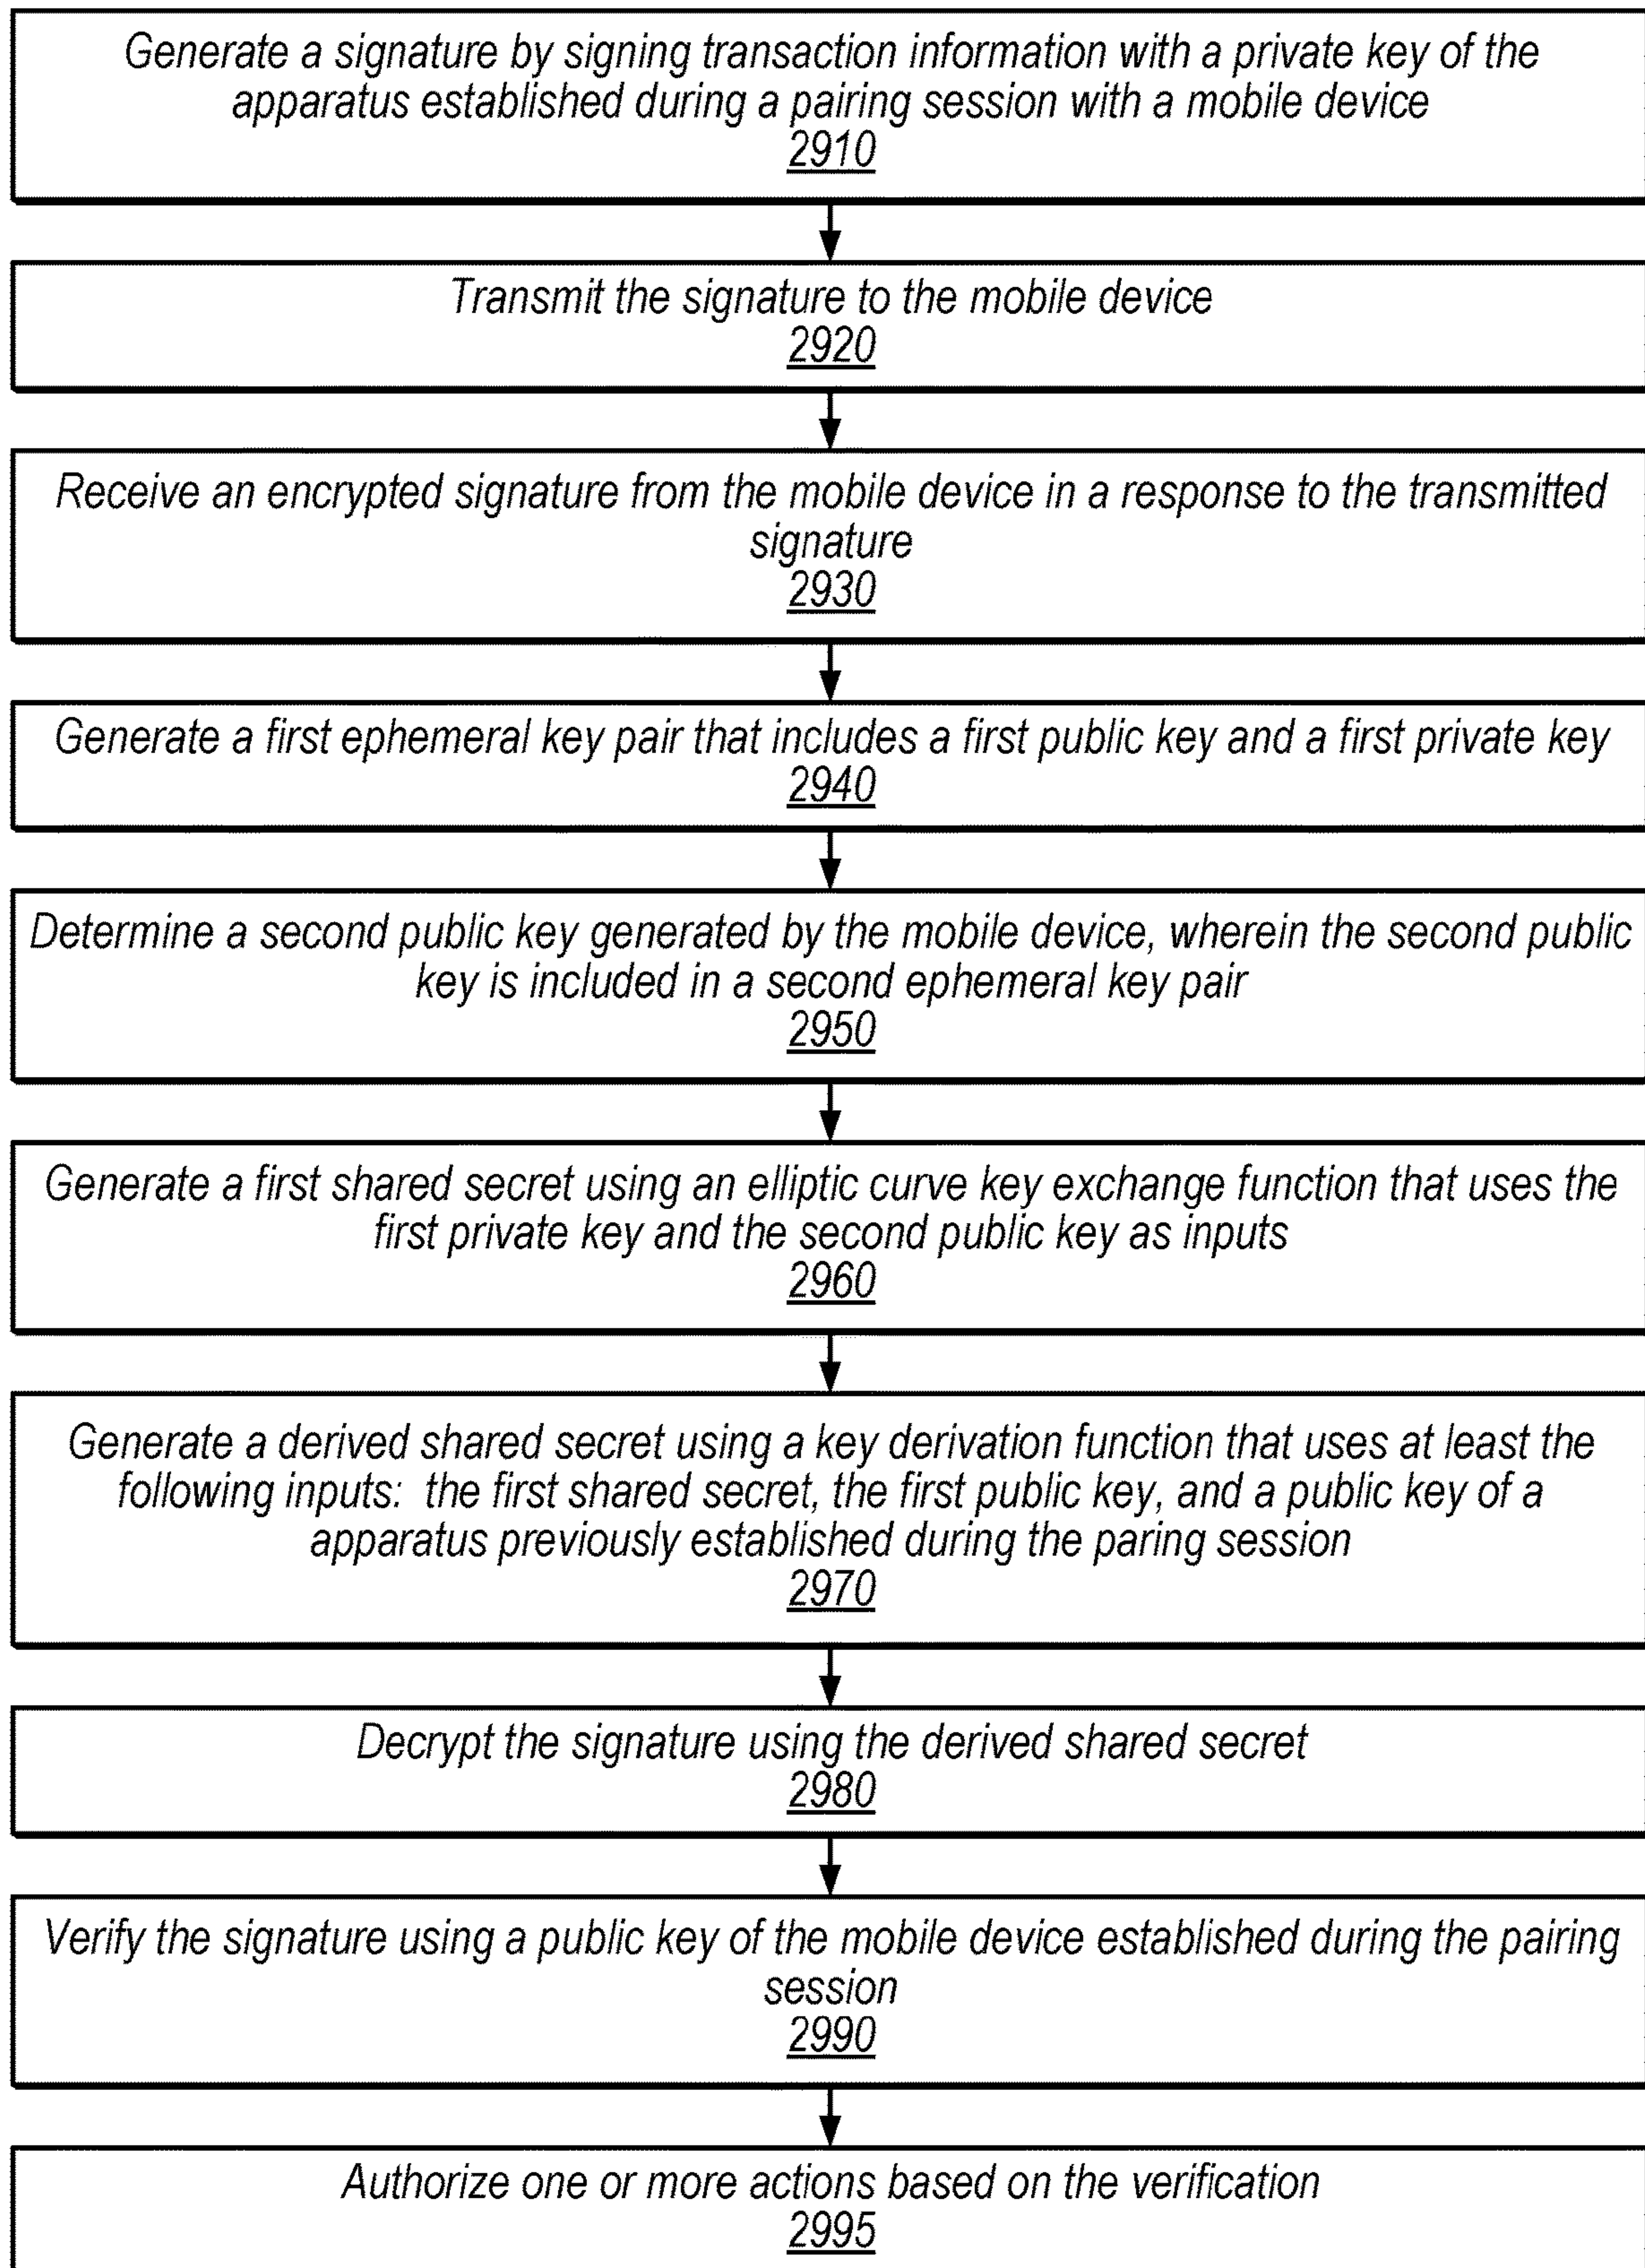 Generate a signature by signing transaction information with a private key of the
apparatus established during a pairing session with a mobile device
2910
Transmit the signature to the mobile device
2920
Receive an encrypted signature from the mobile device in a response to the transmitted
signature
2930
Generate a first ephemeral key pair that includes a first public key and a first private key
2940
Determine a second public key generated by the mobile device, wherein the second public
key is included in a second ephemeral key pair
2950
Generate a first shared secret using an elliptic curve key exchange function that uses the
first private key and the second public key as inputs
2960
Generate a derived shared secret using a key derivation function that uses at least the
following inputs:  the first shared secret, the first public key, and a public key of a
apparatus previously established during the paring session
2970
Decrypt the signature using the derived shared secret
2980
Verify the signature using a public key of the mobile device established during the pairing
session
2990
Authorize one or more actions based on the verification
2995